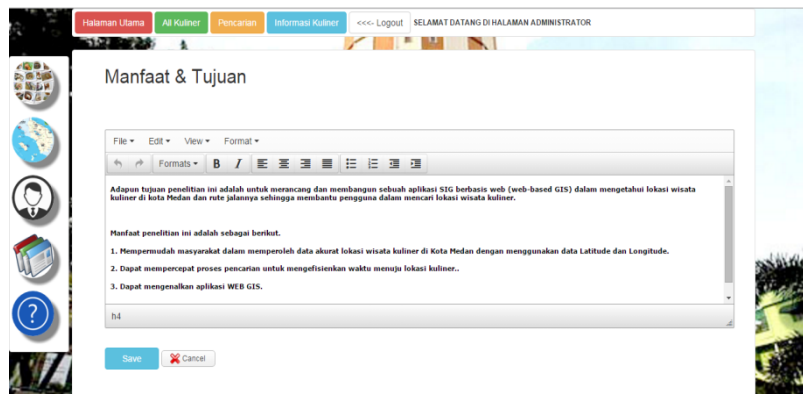 Halaman Utama All Kuliner Pencarian Informasi Kuliner <<<- Logout SELAMAT DATANG DI HALAMAN ADMINISTRATOR
Manfaat & Tujuan
File Edit View Format
Formats B I
Adapun tujuan penelitian ini adalah untuk merancang dan membangun sebuah aplikasi SIG berbasis web (web-based GIS) dalam mengetahui lokasi wisata
kuliner di kota Medan dan rute jalannya sehingga membantu pengguna dalam mencari lokasi wisata kuliner.
Manfaat penelitian ini adalah sebagai berikut.
1. Mempermudah masyarakat dalam memperoleh data akurat lokasi wisata kuliner di Kota Medan dengan menggunakan data Latitude dan Longitude.
2. Dapat mempercepat proses pencarian untuk mengefisienkan waktu menuju lokasi kuliner..
3. Dapat mengenalkan aplikasi WEB GIS.
h4
Save Cancel